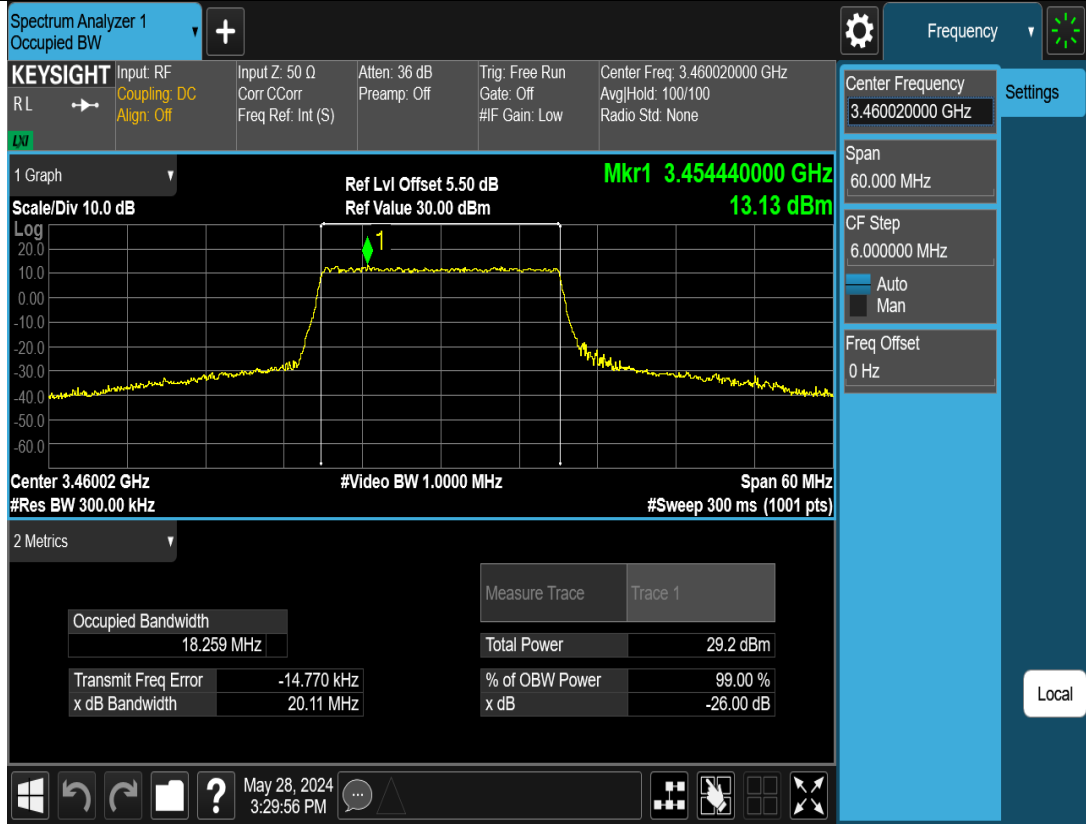 Spectrum Analyzer 1
Occupied BW
+
Frequency
KEYSIGHT
R L
LXI
Input: RF
Coupling: DC
Align: Off
Input Z: 50 Ω
Corr CCorr
Freq Ref: Int (S)
Atten: 36 dB
Preamp: Off
Trig: Free Run
Gate: Off
#IF Gain: Low
Center Freq: 3.460020000 GHz
Avg|Hold: 100/100
Radio Std: None
Center Frequency
3.460020000 GHz
Settings
Span
60.000 MHz
CF Step
6.000000 MHz
Auto
Man
Freq Offset
0 Hz
Local
1 Graph
Scale/Div 10.0 dB
Ref Lvl Offset 5.50 dB
Ref Value 30.00 dBm
Mkr1 3.454440000 GHz
13.13 dBm
Log
1
20.0
10.0
0.00
-10.0
-20.0
-30.0
-40.0
-50.0
-60.0
Center 3.46002 GHz
#Video BW 1.0000 MHz
Span 60 MHz
#Res BW 300.00 kHz
#Sweep 300 ms (1001 pts)
2 Metrics
Measure Trace
Trace 1
Occupied Bandwidth
18.259 MHz
Total Power
29.2 dBm
Transmit Freq Error
-14.770 kHz
% of OBW Power
99.00 %
x dB Bandwidth
20.11 MHz
x dB
-26.00 dB
?
May 28, 2024
3:29:56 PM